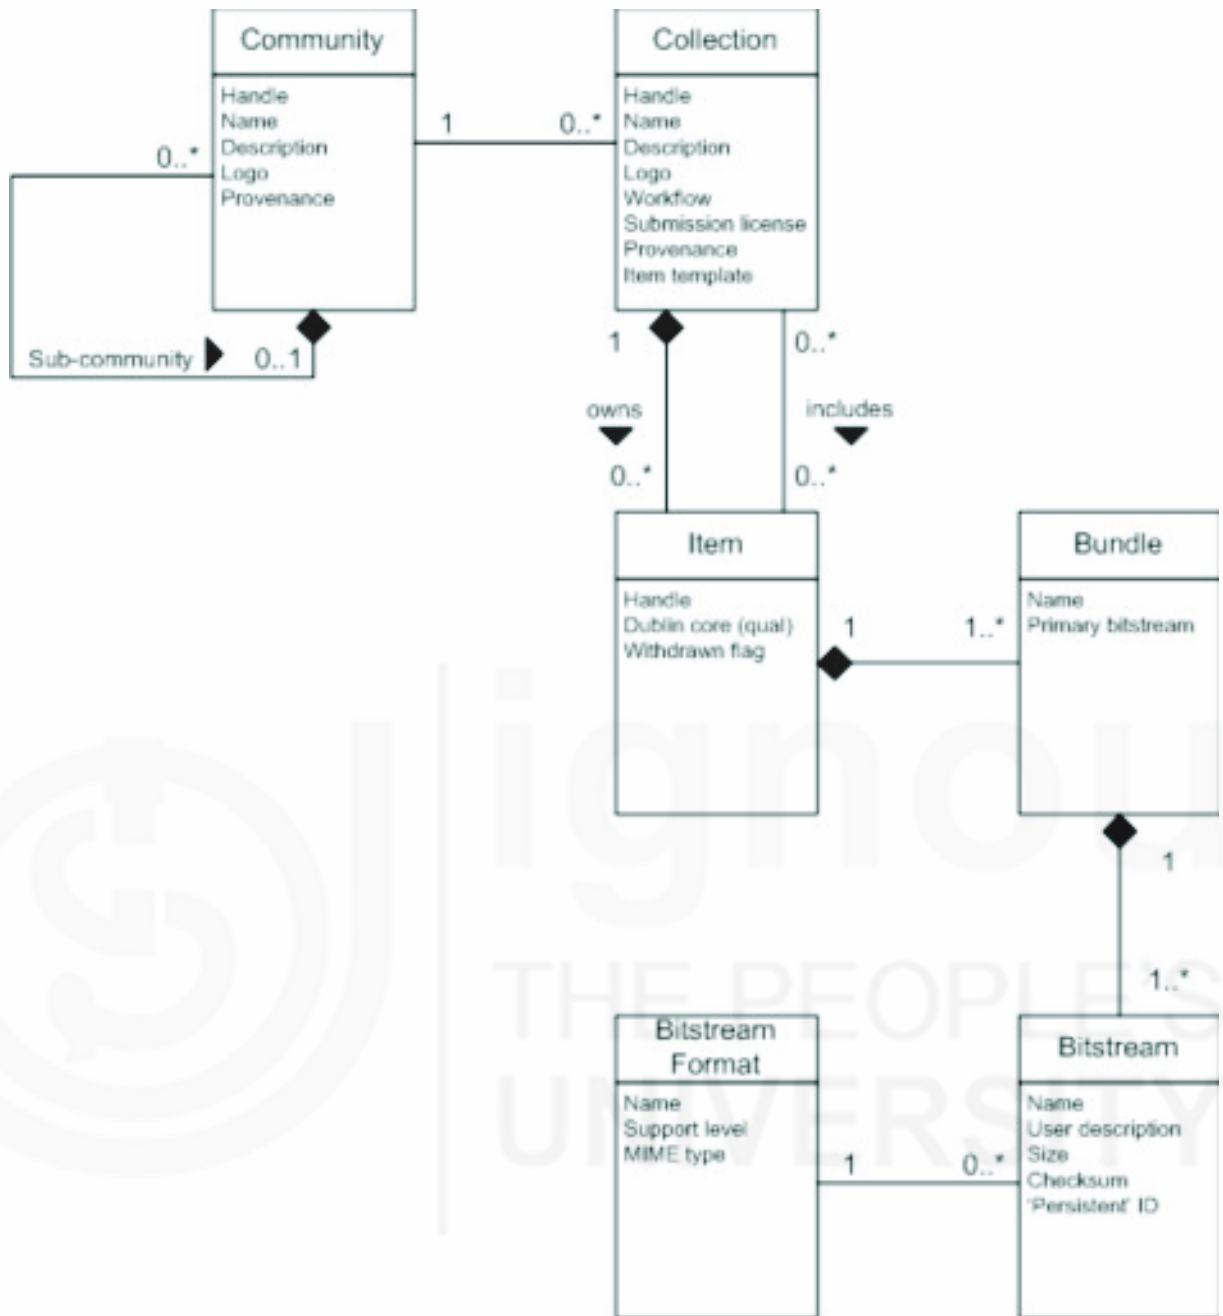 Community
Handle
Name
Description
Logo
Provenance
1
0..*
0..*
Sub-community
0..1
Collection
Handle
Name
Description
Logo
Workflow
Submission license
Provenance
Item template
1
0..*
owns
includes
0..*
0..*
Item
Handle
Dublin core (qual)
Withdrawn flag
1
1..*
Bundle
Name
Primary bitstream
1
1..*
Bitstream
Format
Name
Support level
MIME type
1
0..*
Bitstream
Name
User description
Size
Checksum
'Persistent' ID
ignou
THE PEOPLE'S
UNIVERSITY